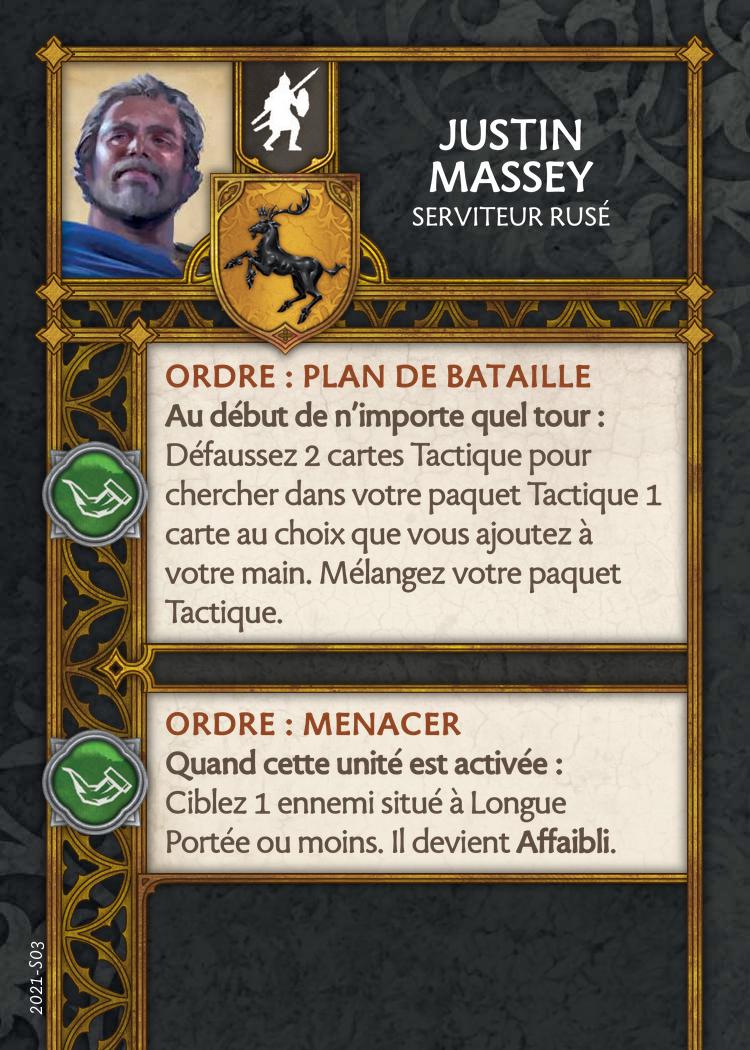 JUSTIN
MASSEY
SERVITEUR RUSÉ
ORDRE : PLAN DE BATAILLE
Au début de n'importe quel tour :
Défaussez 2 cartes Tactique pour
chercher dans votre paquet Tactique 1
carte au choix que vous ajoutez à
votre main. Mélangez votre paquet
Tactique.
ORDRE : MENACER
Quand cette unité est activée :
Ciblez 1 ennemi situé à Longue
Portée ou moins. Il devient Affaibli.
2021-S03